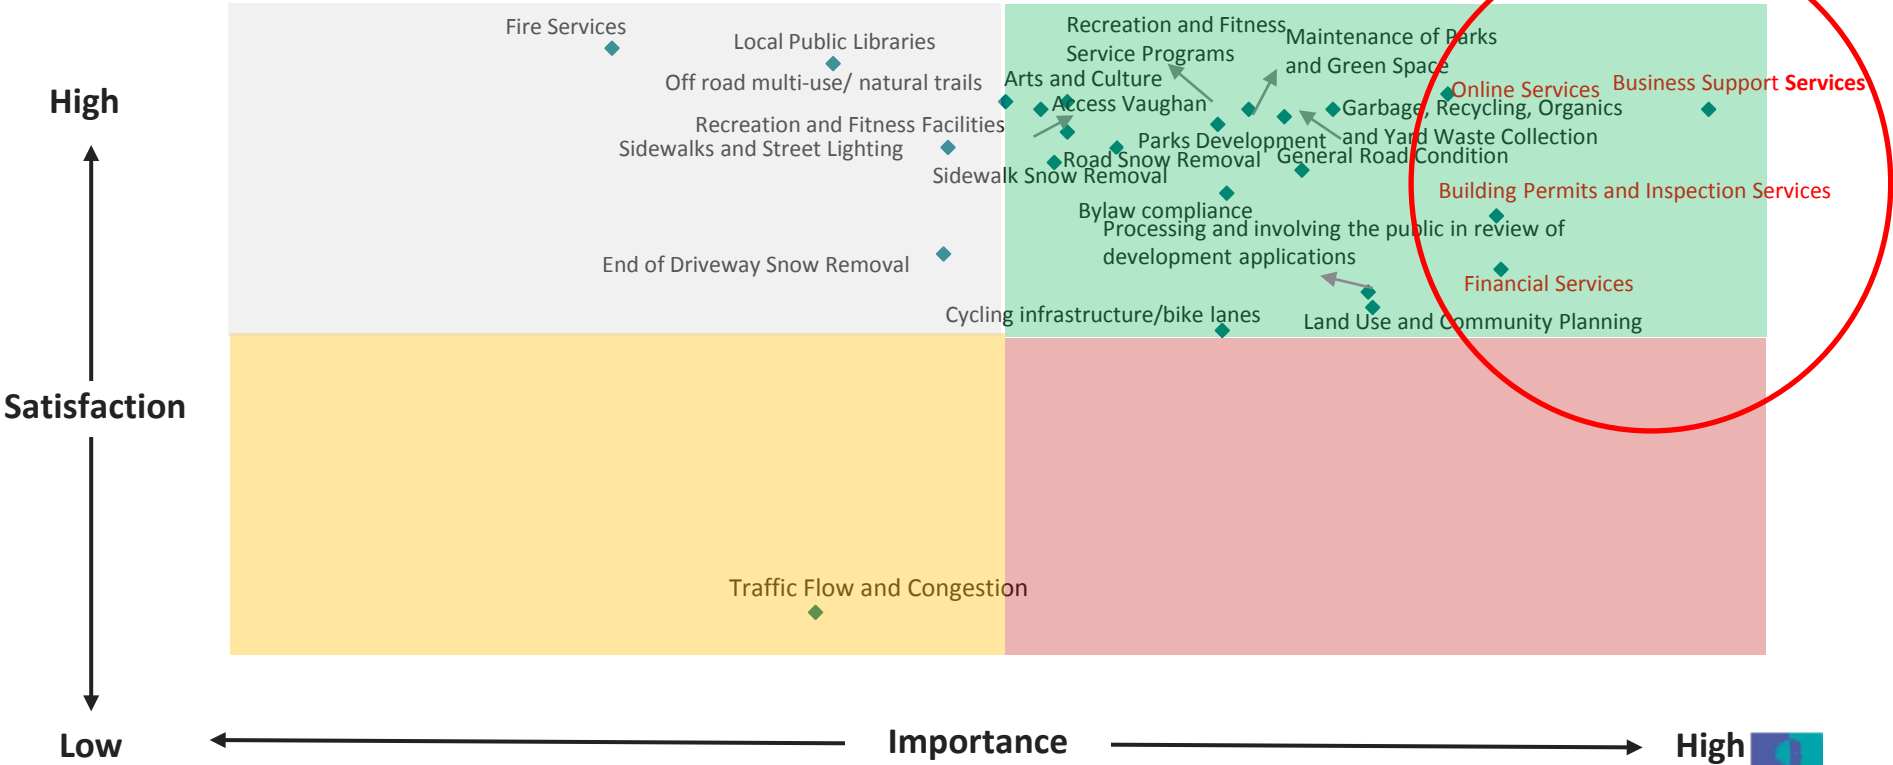 Fire Services
Local Public Libraries
Off road multi-use/ natural trails
Recreation and Fitness Facilities
Sidewalks and Street Lighting
Sidewalk Snow Removal
End of Driveway Snow Removal
Recreation and Fitness
Service Programs
Maintenance of Parks
and Green Space
Arts and Culture
Access Vaughan
Online Services
Business Support Services
Garbage, Recycling, Organics
and Yard Waste Collection
Parks Development
Road Snow Removal
General Road Condition
Building Permits and Inspection Services
Bylaw compliance
Processing and involving the public in review of
development applications
Financial Services
Cycling infrastructure/bike lanes
Land Use and Community Planning
Traffic Flow and Congestion
High
Satisfaction
Low
Importance
High